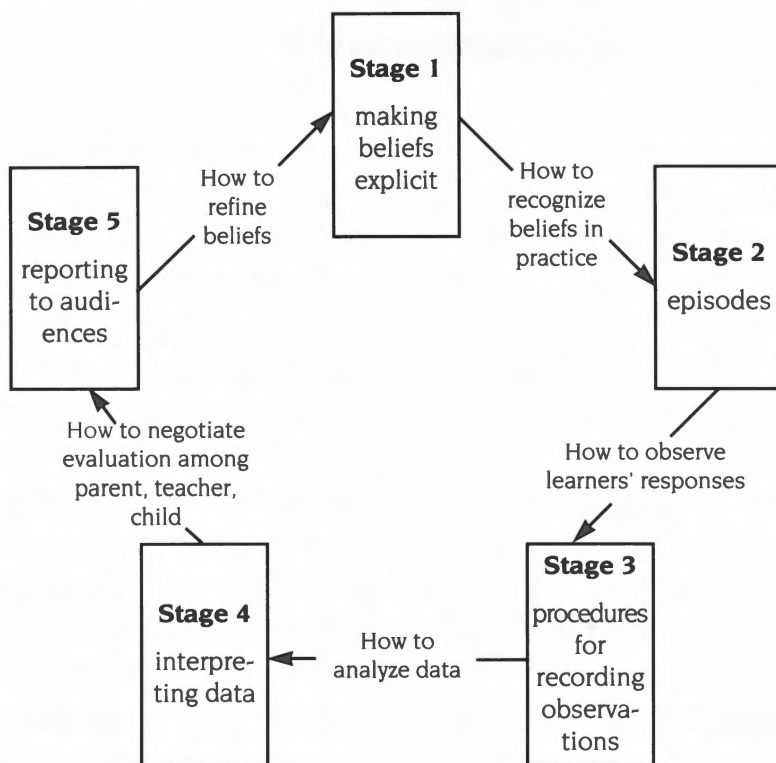 Stage 1
making
beliefs
explicit
How to
recognize
beliefs in
practice
Stage 2
episodes
How to observe
learners' responses
Stage 3
procedures
for
recording
observa-
tions
How to
analyze data
Stage 4
interpre-
ting data
How to negotiate
evaluation among
parent, teacher,
child
Stage 5
reporting
to audi-
ences
How to
refine
beliefs